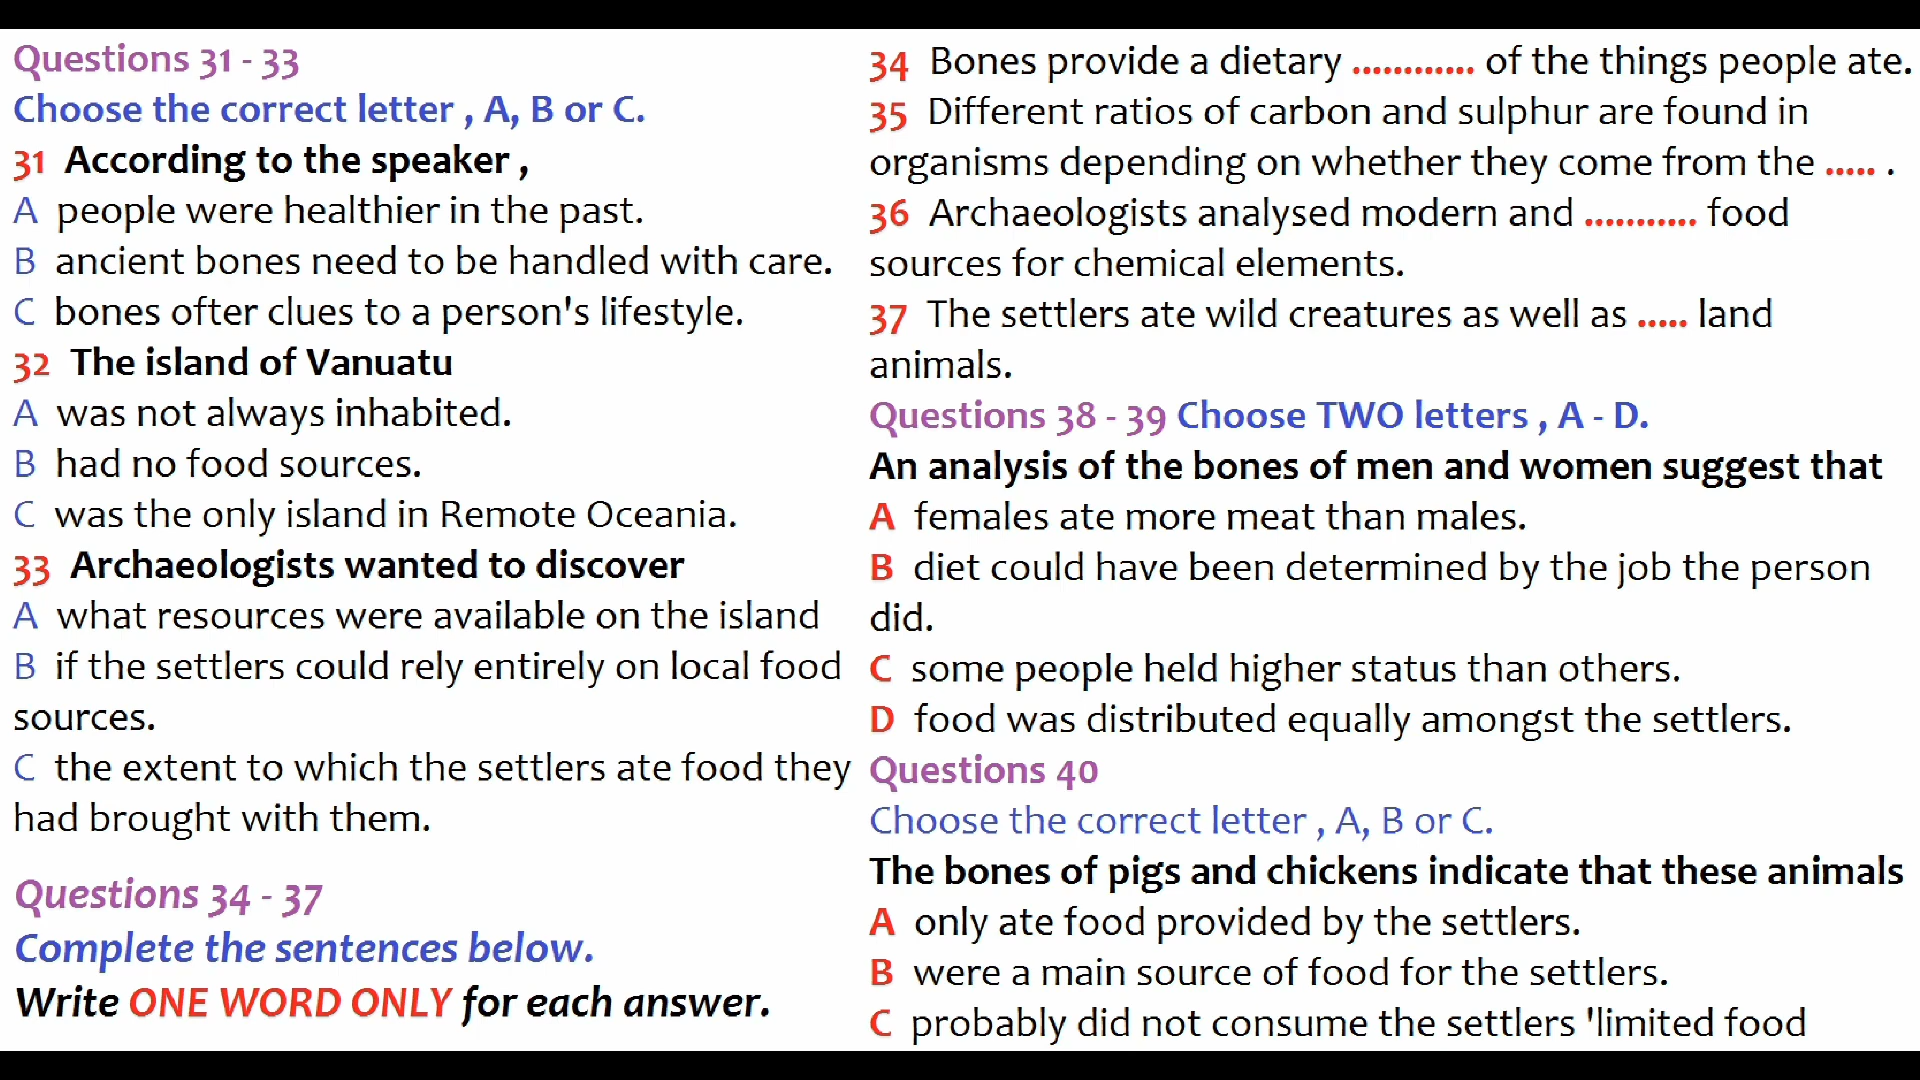 Questions 31 - 33
Choose the correct letter , A, B or C.
31 According to the speaker ,
A people were healthier in the past.
B ancient bones need to be handled with care.
C bones ofter clues to a person's lifestyle.
32 The island of Vanuatu
A was not always inhabited.
B had no food sources.
C was the only island in Remote Oceania.
33 Archaeologists wanted to discover
A what resources were available on the island
B if the settlers could rely entirely on local food
sources.
C the extent to which the settlers ate food they
had brought with them.
Questions 34 - 37
Complete the sentences below.
Write ONE WORD ONLY for each answer.
34 Bones provide a dietary ............ of the things people ate.
35 Different ratios of carbon and sulphur are found in
organisms depending on whether they come from the ..... .
36 Archaeologists analysed modern and ........... food
sources for chemical elements.
37 The settlers ate wild creatures as well as ..... land
animals.
Questions 38 - 39 Choose TWO letters , A - D.
An analysis of the bones of men and women suggest that
A females ate more meat than males.
B diet could have been determined by the job the person
did.
C some people held higher status than others.
D food was distributed equally amongst the settlers.
Questions 40
Choose the correct letter , A, B or C.
The bones of pigs and chickens indicate that these animals
A only ate food provided by the settlers.
B were a main source of food for the settlers.
C probably did not consume the settlers 'limited food